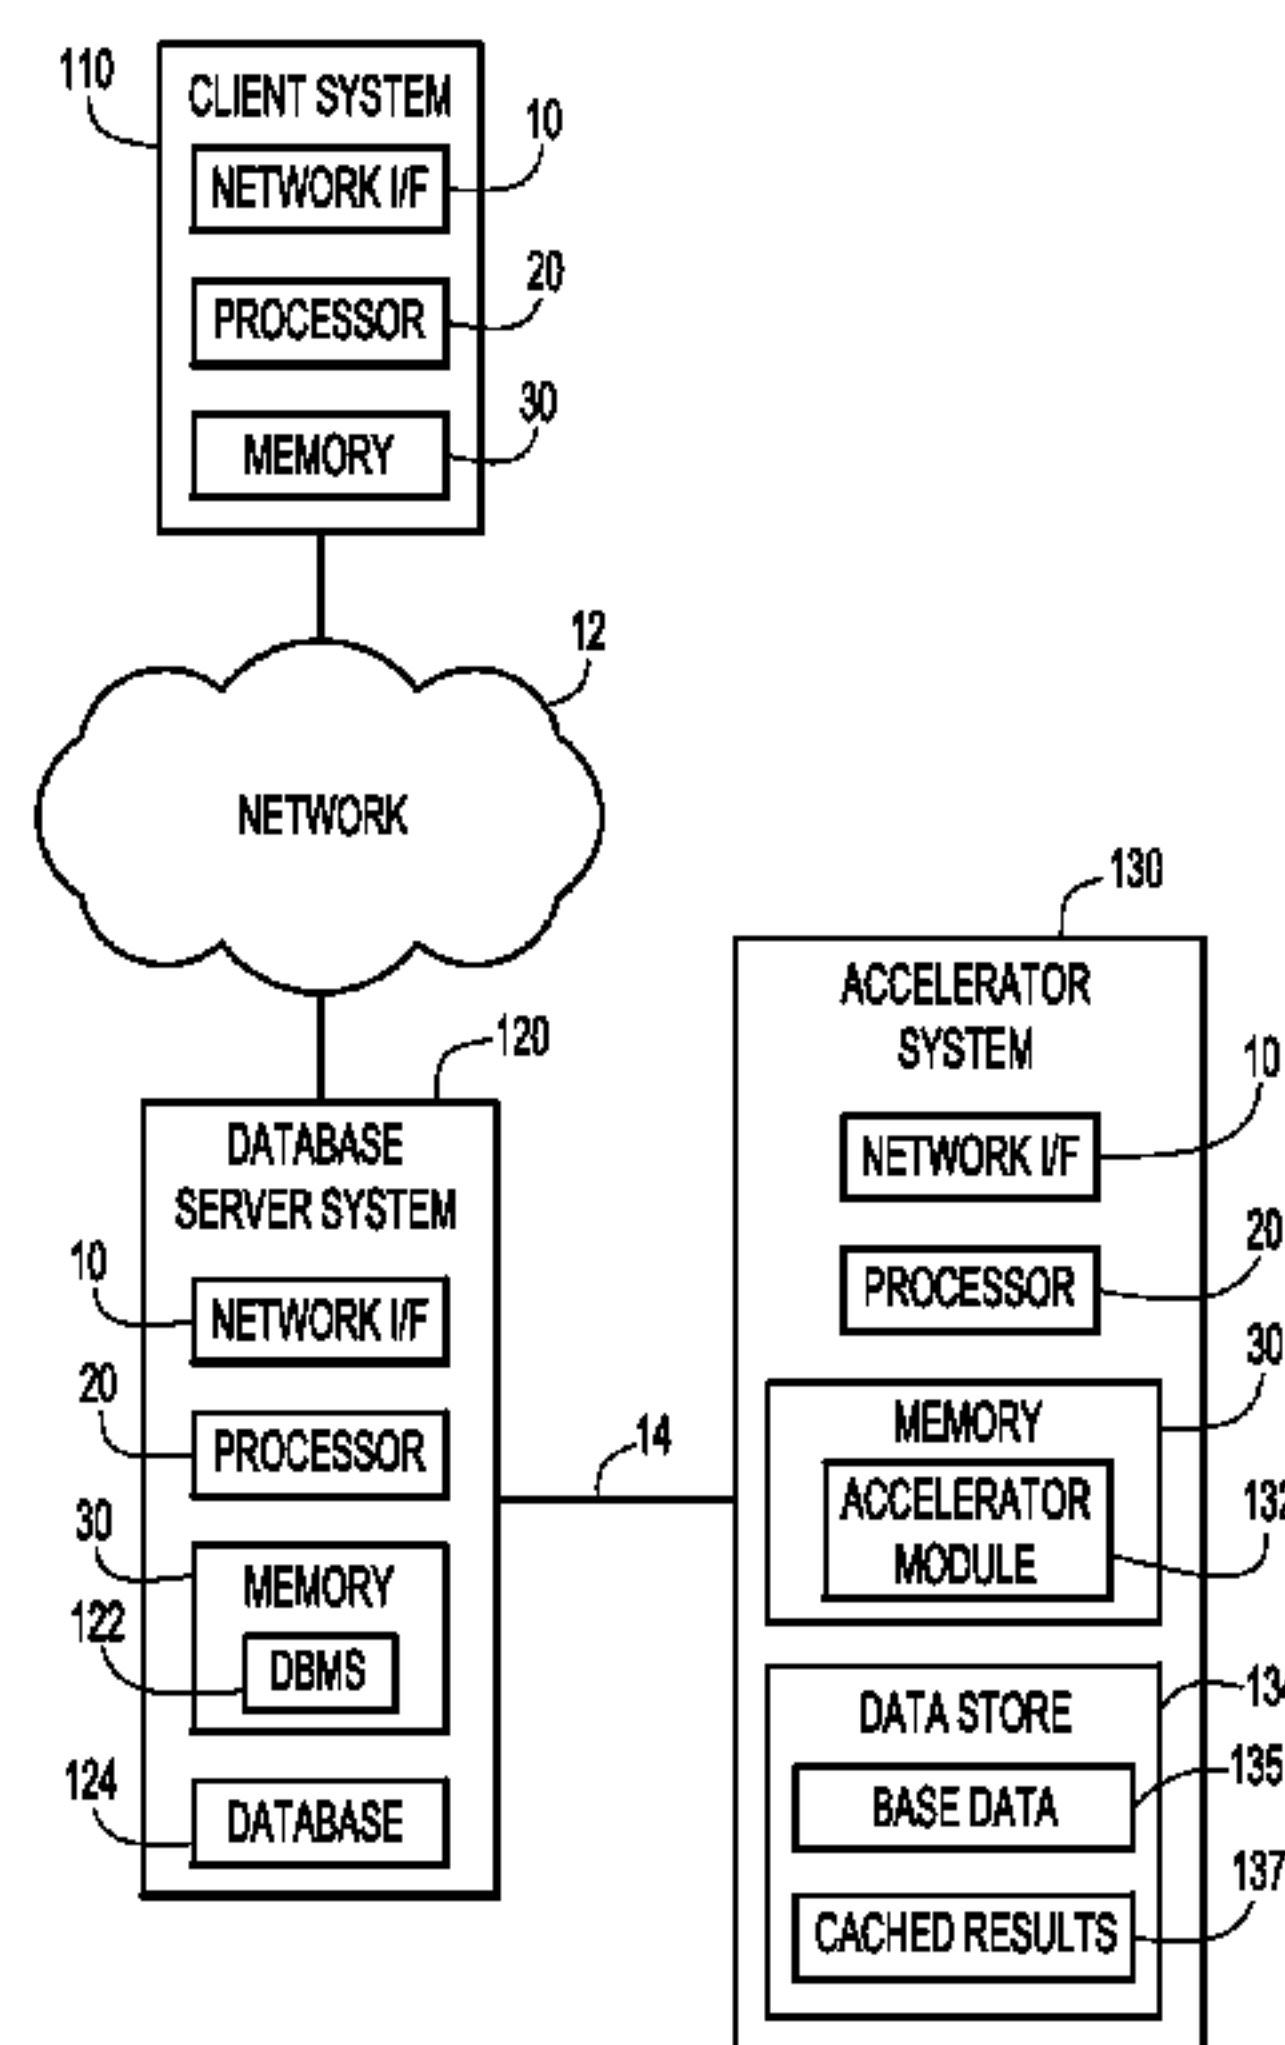 110
CLIENT SYSTEM
10
NETWORK I/F
20
PROCESSOR
30
MEMORY
12
NETWORK
130
ACCELERATOR
SYSTEM
10
NETWORK I/F
20
PROCESSOR
30
MEMORY
ACCELERATOR
MODULE
132
134
DATA STORE
135
BASE DATA
137
CACHED RESULTS
14
120
DATABASE
SERVER SYSTEM
10
NETWORK I/F
20
PROCESSOR
30
MEMORY
122
DBMS
124
DATABASE